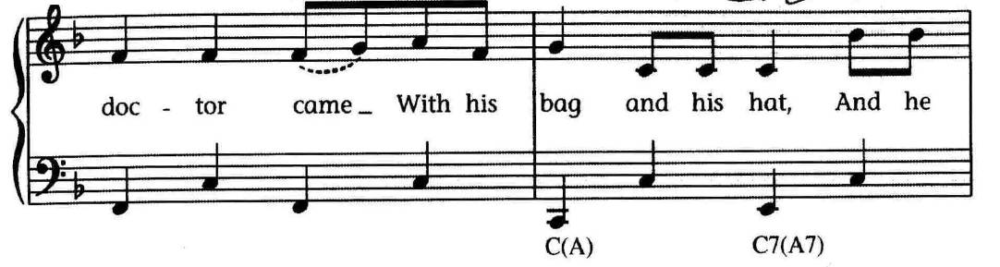 doc - tor came _ With his bag and his hat, And he
C(A) C7(A7)